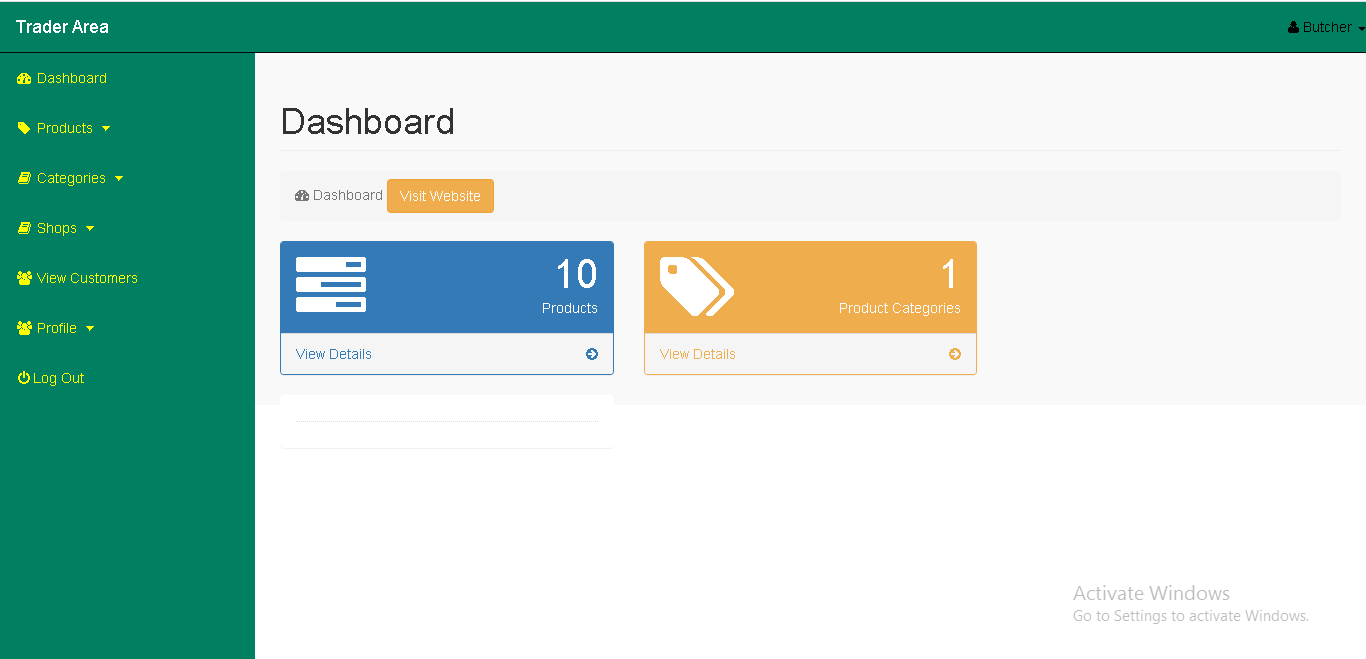 Trader Area
Butcher
Dashboard
Products
Categories
Shops
View Customers
Profile
Log Out
Dashboard
Dashboard Visit Website
10
Products
View Details
1
Product Categories
View Details
Activate Windows
Go to Settings to activate Windows.